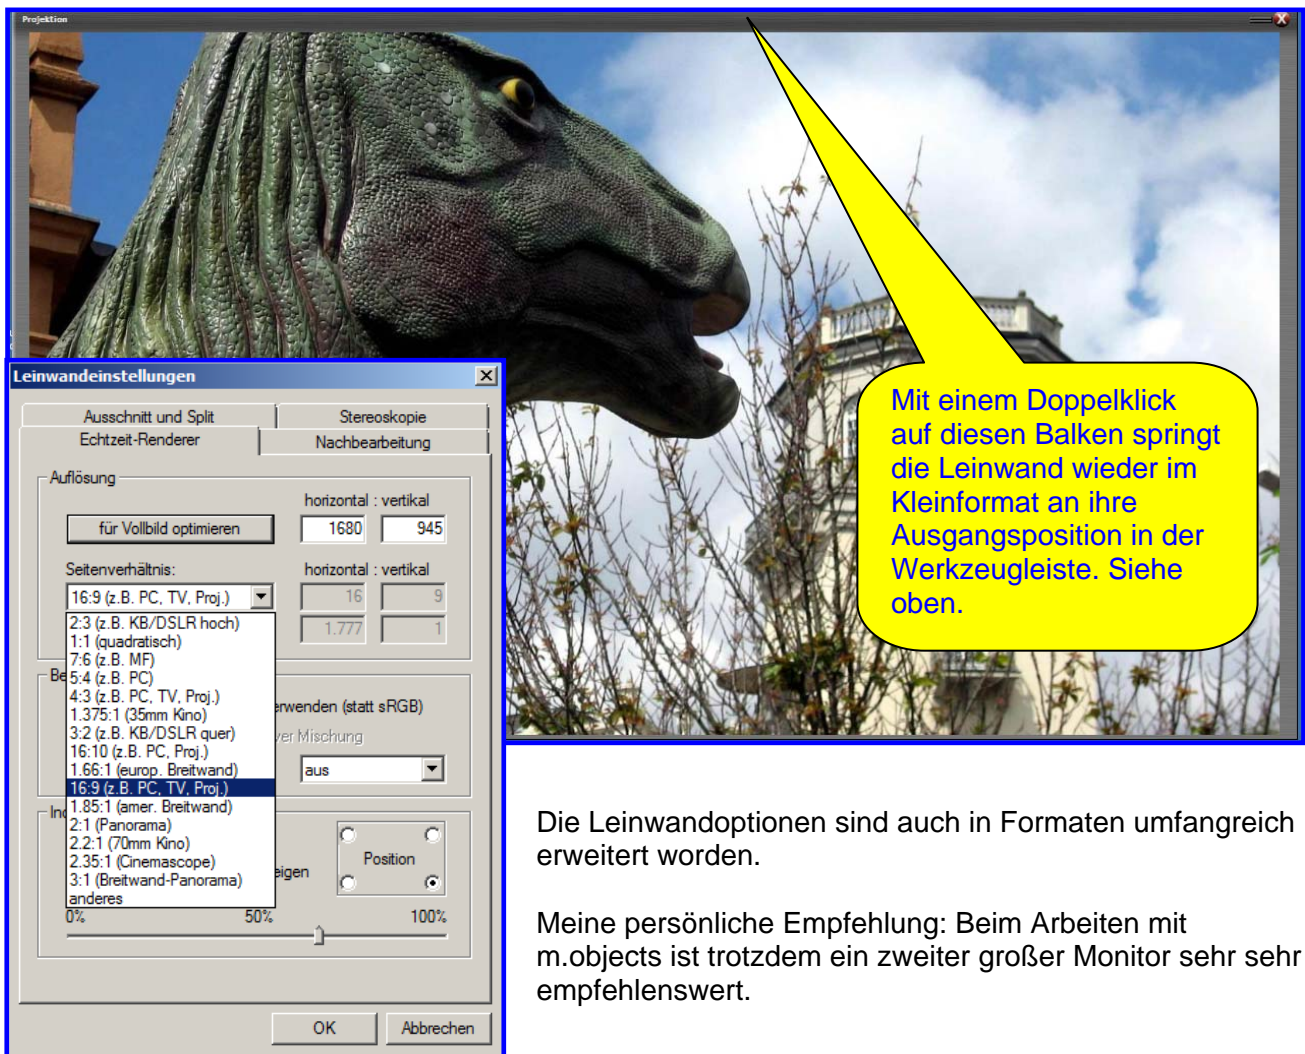 Projektion
Mit einem Doppelklick
auf diesen Balken springt
die Leinwand wieder im
Kleinformat an ihre
Ausgangsposition in der
Werkzeugleiste. Siehe
oben.
Leinwandeinstellungen
Ausschnitt und Split
Stereoskopie
Echtzeit-Renderer
Nachbearbeitung
Auflösung
horizontal : vertikal
für Vollbild optimieren
1680
945
Seitenverhältnis:
horizontal : vertikal
16:9 (z.B. PC, TV, Proj.)
16
9
1.777
1
2:3 (z.B. KB/DSLR hoch)
1:1 (quadratisch)
7:6 (z.B. MF)
5:4 (z.B. PC)
4:3 (z.B. PC, TV, Proj.)
1.375:1 (35mm Kino)
3:2 (z.B. KB/DSLR quer)
16:10 (z.B. PC, Proj.)
1.66:1 (europ. Breitwand)
16:9 (z.B. PC, TV, Proj.)
1.85:1 (amer. Breitwand)
2:1 (Panorama)
2.2:1 (70mm Kino)
2.35:1 (Cinemascope)
3:1 (Breitwand-Panorama)
anderes
(statt sRGB)
Mischung
aus
Position
0%
50%
100%
OK
Abbrechen
Die Leinwandoptionen sind auch in Formaten umfangreich
erweitert worden.
Meine persönliche Empfehlung: Beim Arbeiten mit
m.objects ist trotzdem ein zweiter großer Monitor sehr sehr
empfehlenswert.